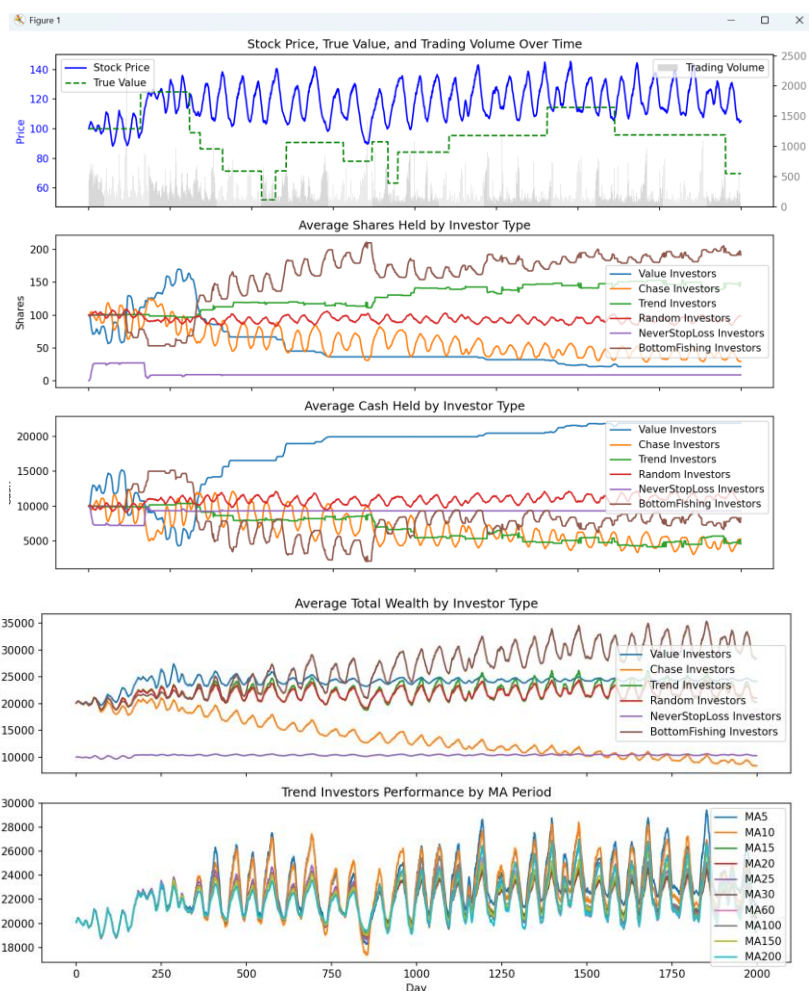 Figure 1
Stock Price, True Value, and Trading Volume Over Time
Stock Price
True Value
Trading Volume
Price
140
120
100
80
60
2500
2000
1500
1000
500
0
Average Shares Held by Investor Type
Shares
200
150
100
50
0
Value Investors
Chase Investors
Trend Investors
Random Investors
NeverStopLoss Investors
BottomFishing Investors
Average Cash Held by Investor Type
20000
15000
10000
5000
Value Investors
Chase Investors
Trend Investors
Random Investors
NeverStopLoss Investors
BottomFishing Investors
Average Total Wealth by Investor Type
35000
30000
25000
20000
15000
10000
Value Investors
Chase Investors
Trend Investors
Random Investors
NeverStopLoss Investors
BottomFishing Investors
Trend Investors Performance by MA Period
30000
28000
26000
24000
22000
20000
18000
MA5
MA10
MA15
MA20
MA25
MA30
MA60
MA100
MA150
MA200
0 250 500 750 1000 1250 1500 1750 2000
Day